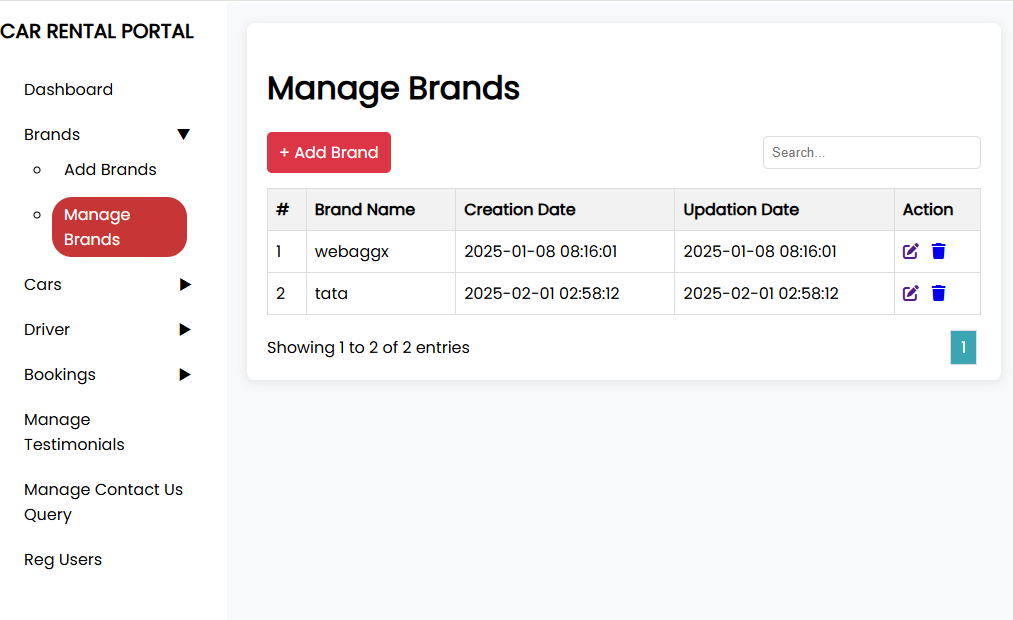 CAR RENTAL PORTAL
Dashboard
Brands
Add Brands
Manage
Brands
Cars
Driver
Bookings
Manage
Testimonials
Manage Contact Us
Query
Reg Users
Manage Brands
+ Add Brand
Search...
# Brand Name Creation Date Updation Date Action
1 webaggx 2025-01-08 08:16:01 2025-01-08 08:16:01
2 tata 2025-02-01 02:58:12 2025-02-01 02:58:12
Showing 1 to 2 of 2 entries
1